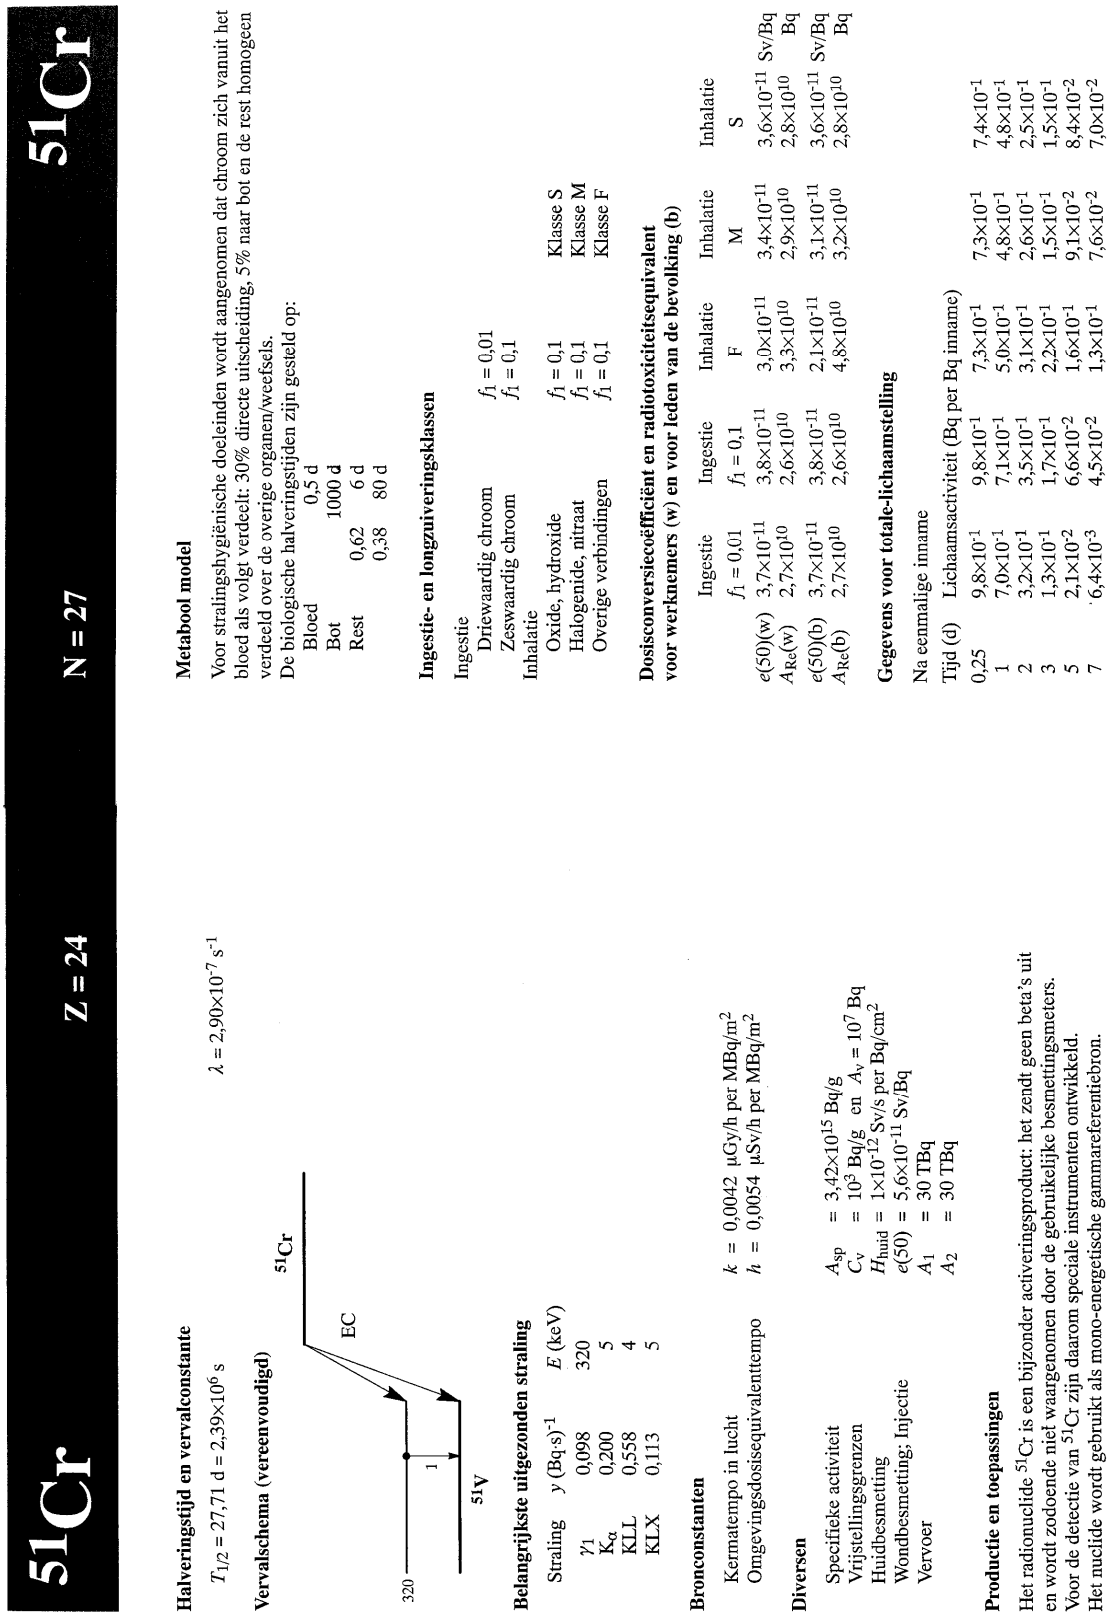 51Cr Z = 24 N = 27 51Cr
Halveringstijd en vervalconstante
T1/2 = 27,71 d = 2,39×10⁶ s λ = 2,90×10⁻⁷ s⁻¹
Vervalschema (vereenvoudigd)
⁵¹Cr
EC
320
1
⁵¹V
Belangrijkste uitgezonden straling
Straling y (Bq·s)⁻¹ E (keV)
γ1 0,098 320
Kα 0,200 5
KLL 0,558 4
KLX 0,113 5
Bronconstanten
Kermatempo in lucht k = 0,0042 µGy/h per MBq/m²
Omgevingsdosisequivalenttempo h = 0,0054 µSv/h per MBq/m²
Diversen
Specifieke activiteit Asp = 3,42×10¹⁵ Bq/g
Vrijstellingsgrenzen Cv = 10³ Bq/g en Av = 10⁷ Bq
Huidbesmetting Hhuid = 1×10⁻¹² Sv/s per Bq/cm²
Wondbesmetting; Injectie e(50) = 5,6×10⁻¹¹ Sv/Bq
Vervoer A1 = 30 TBq
A2 = 30 TBq
Productie en toepassingen
Het radionuclide ⁵¹Cr is een bijzonder activeringsproduct: het zendt geen beta's uit
en wordt zodoende niet waargenomen door de gebruikelijke besmettingsmeters.
Voor de detectie van ⁵¹Cr zijn daarom speciale instrumenten ontwikkeld.
Het nuclide wordt gebruikt als mono-energetische gammareferentiebron.
Metabool model
Voor stralingshygiënische doeleinden wordt aangenomen dat chroom zich vanuit het
bloed als volgt verdeelt: 30% directe uitscheiding, 5% naar bot en de rest homogeen
verdeeld over de overige organen/weefsels.
De biologische halveringstijden zijn gesteld op:
Bloed 0,5 d
Bot 1000 d
Rest 0,62 6 d
0,38 80 d
Ingestie- en longzuiveringsklassen
Ingestie
Driewaardig chroom f1 = 0,01
Zeswaardig chroom f1 = 0,1
Inhalatie
Oxide, hydroxide f1 = 0,1 Klasse S
Halogenide, nitraat f1 = 0,1 Klasse M
Overige verbindingen f1 = 0,1 Klasse F
Dosisconversiecoëfficiënt en radiotoxiciteitsequivalent
voor werknemers (w) en voor leden van de bevolking (b)
Ingestie Ingestie Inhalatie Inhalatie Inhalatie
f1 = 0,01 f1 = 0,1 F M S
e(50)(w) 3,7×10⁻¹¹ 3,8×10⁻¹¹ 3,0×10⁻¹¹ 3,4×10⁻¹¹ 3,6×10⁻¹¹ Sv/Bq
ARe(w) 2,7×10¹⁰ 2,6×10¹⁰ 3,3×10¹⁰ 2,9×10¹⁰ 2,8×10¹⁰ Bq
e(50)(b) 3,7×10⁻¹¹ 3,8×10⁻¹¹ 2,1×10⁻¹¹ 3,1×10⁻¹¹ 3,6×10⁻¹¹ Sv/Bq
ARe(b) 2,7×10¹⁰ 2,6×10¹⁰ 4,8×10¹⁰ 3,2×10¹⁰ 2,8×10¹⁰ Bq
Gegevens voor totale-lichaamstelling
Na eenmalige inname
Tijd (d) Lichaamsactiviteit (Bq per Bq inname)
0,25 9,8×10⁻¹ 9,8×10⁻¹ 7,3×10⁻¹ 7,3×10⁻¹ 7,4×10⁻¹
1 7,0×10⁻¹ 7,1×10⁻¹ 5,0×10⁻¹ 4,8×10⁻¹ 4,8×10⁻¹
2 3,2×10⁻¹ 3,5×10⁻¹ 3,1×10⁻¹ 2,6×10⁻¹ 2,5×10⁻¹
3 1,3×10⁻¹ 1,7×10⁻¹ 2,2×10⁻¹ 1,5×10⁻¹ 1,5×10⁻¹
5 2,1×10⁻² 6,6×10⁻² 1,6×10⁻¹ 9,1×10⁻² 8,4×10⁻²
7 6,4×10⁻³ 4,5×10⁻² 1,3×10⁻¹ 7,6×10⁻² 7,0×10⁻²